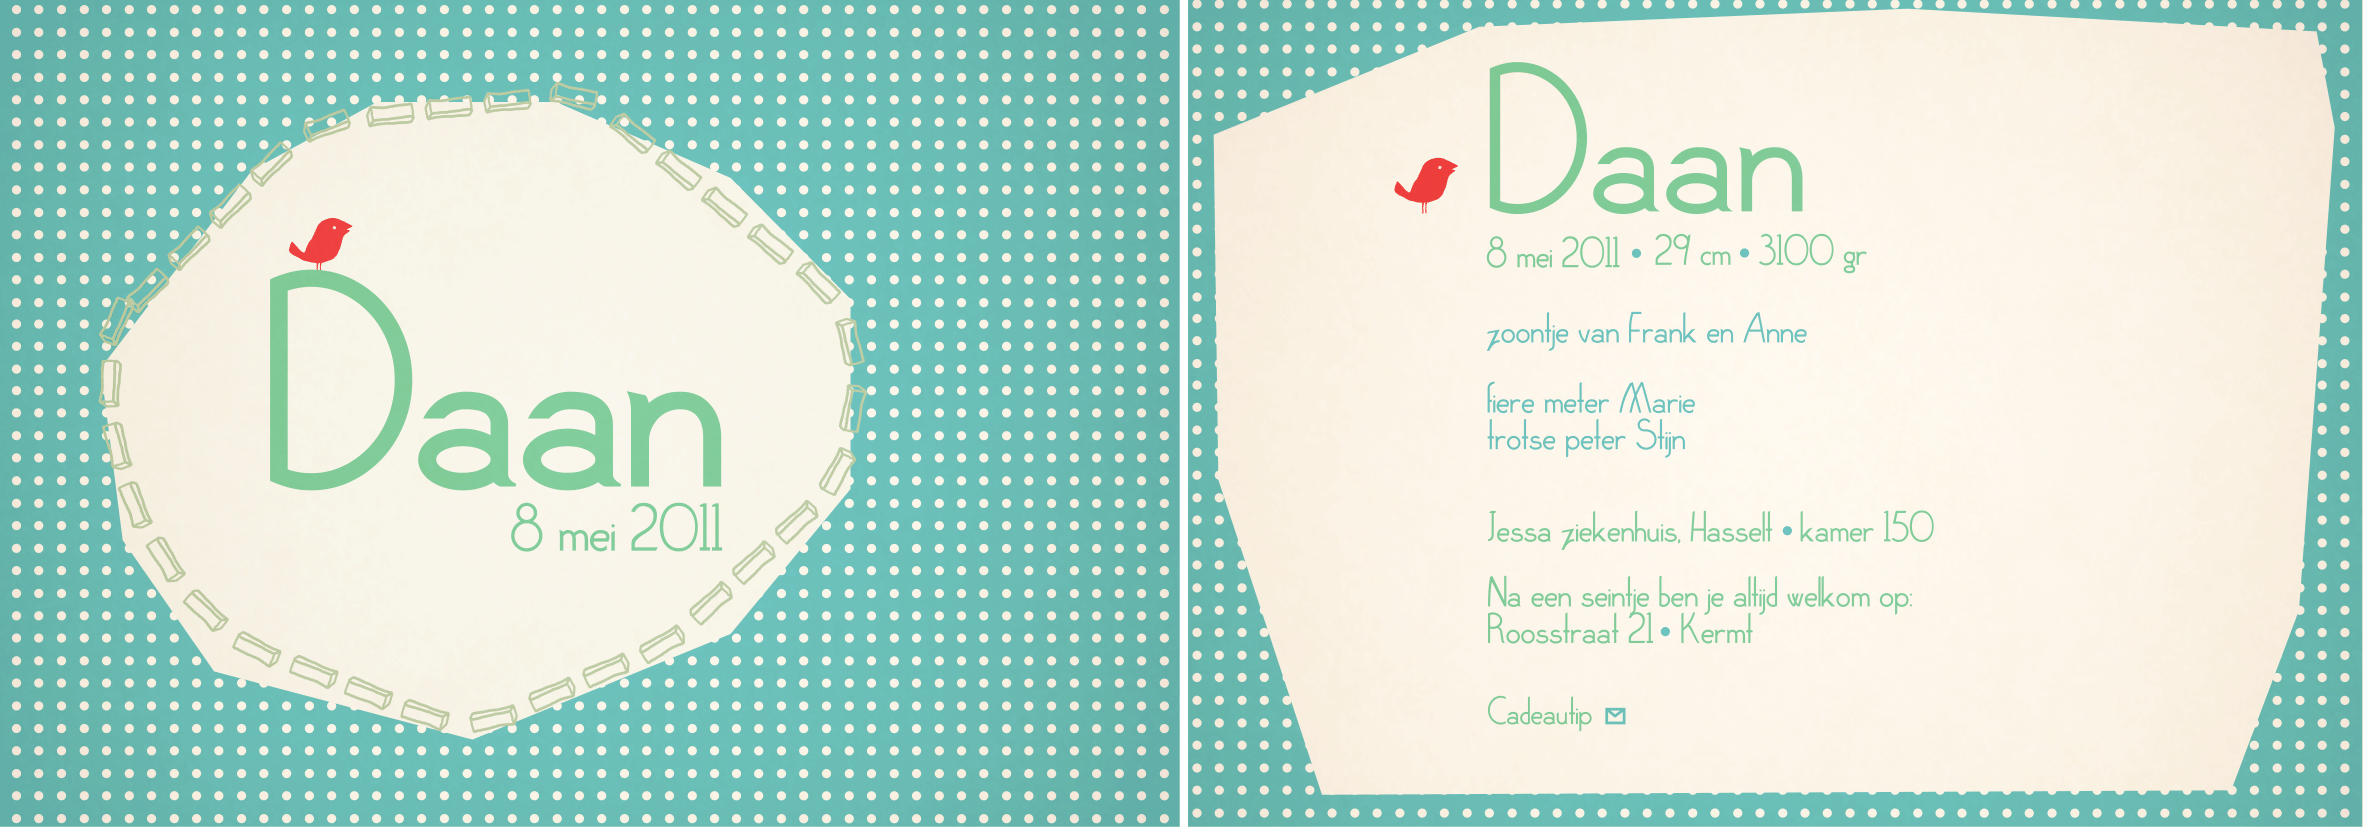 Daan
8 mei 2011
Daan
8 mei 2011 • 29 cm • 3100 gr
zoontje van Frank en Anne
fiere meter Marie
trotse peter Stijn
Jessa ziekenhuis, Hasselt • kamer 150
Na een seintje ben je altijd welkom op:
Roosstraat 21 • Kermt
Cadeautip